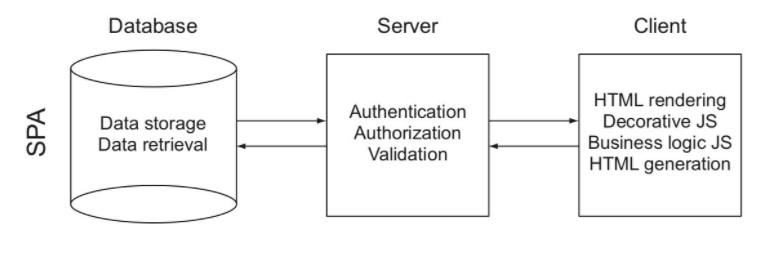 Database
Server
Client
SPA
Data storage
Data retrieval
Authentication
Authorization
Validation
HTML rendering
Decorative JS
Business logic JS
HTML generation